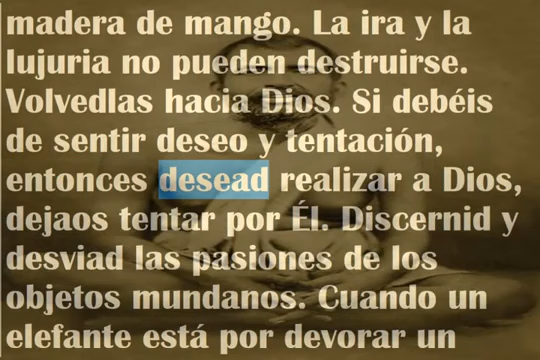 madera de mango. La ira y la
lujuria no pueden destruirse.
Volvedlas hacia Dios. Si debéis
de sentir deseo y tentación,
entonces desead realizar a Dios,
dejaos tentar por Él. Discernid y
desviad las pasiones de los
objetos mundanos. Cuando un
elefante está por devorar un